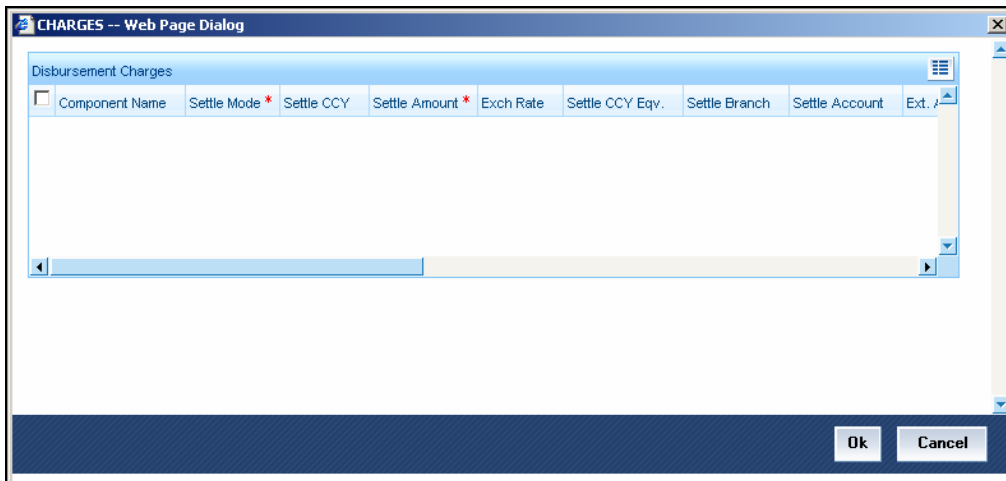 CHARGES -- Web Page Dialog
Disbursement Charges
Component Name Settle Mode * Settle CCY Settle Amount * Exch Rate Settle CCY Eqv. Settle Branch Settle Account Ext.
Ok Cancel